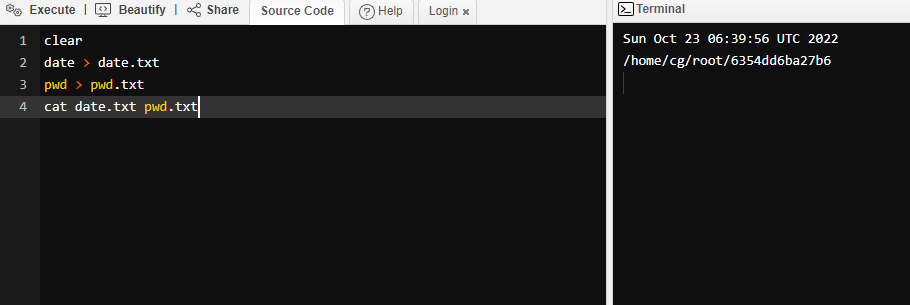 Execute | Beautify | Share Source Code Help Login ×
1 clear
2 date > date.txt
3 pwd > pwd.txt
4 cat date.txt pwd.txt
Terminal
Sun Oct 23 06:39:56 UTC 2022
/home/cg/root/6354dd6ba27b6